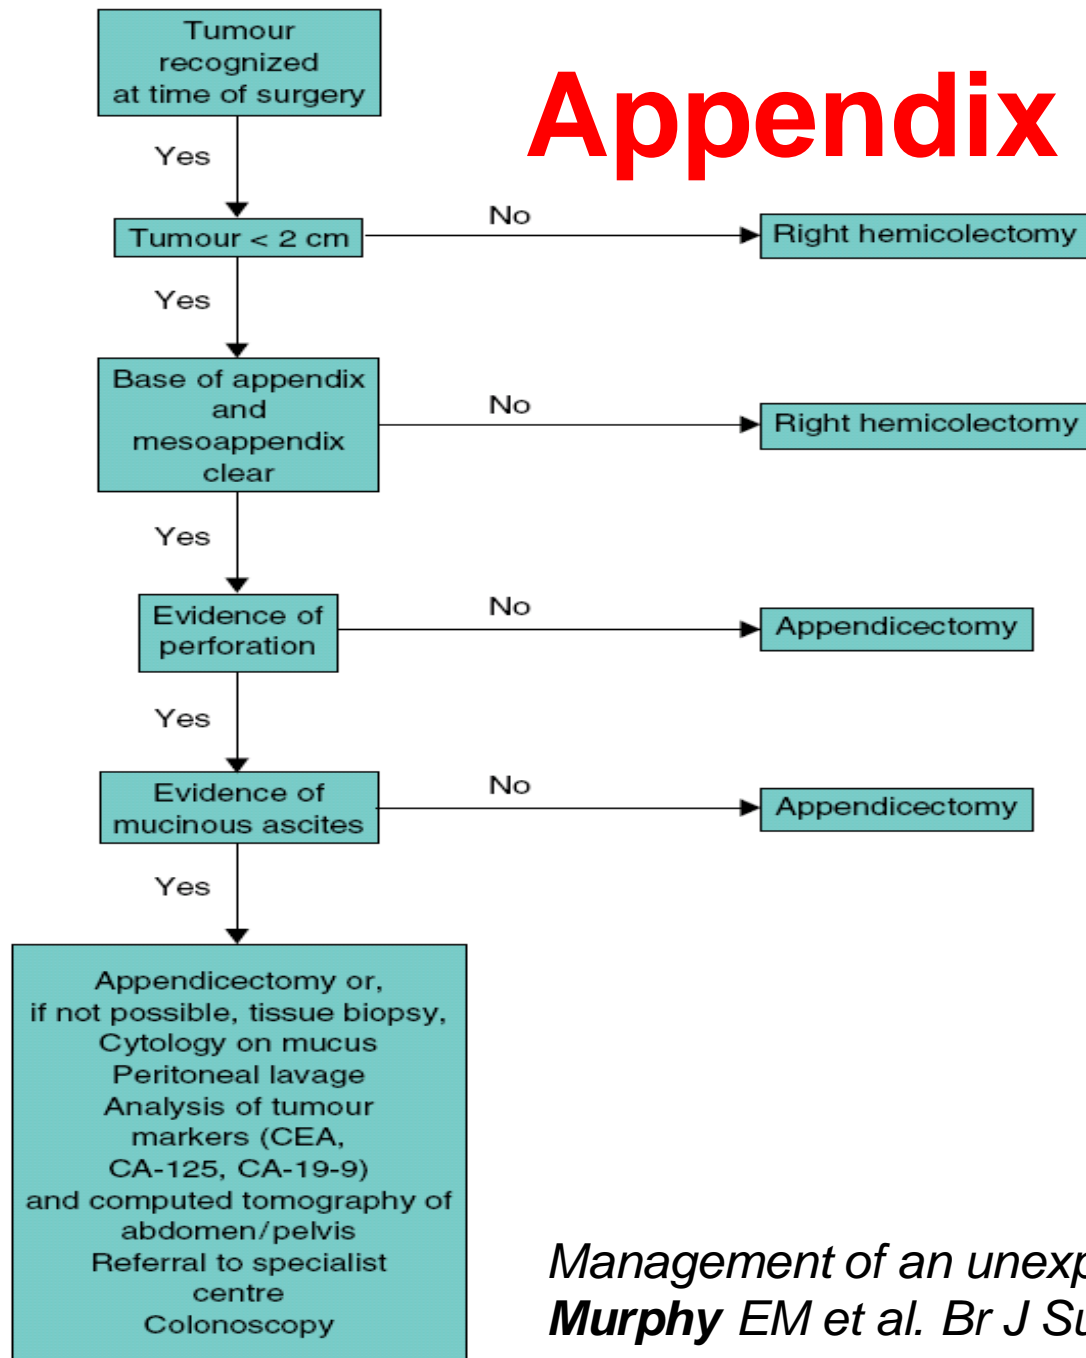 Appendix
Tumour
recognized
at time of surgery
Yes
Tumour < 2 cm
No
Right hemicolectomy
Yes
Base of appendix
and
mesoappendix
clear
No
Right hemicolectomy
Yes
Evidence of
perforation
No
Appendicectomy
Yes
Evidence of
mucinous ascites
No
Appendicectomy
Yes
Appendicectomy or,
if not possible, tissue biopsy,
Cytology on mucus
Peritoneal lavage
Analysis of tumour
markers (CEA,
CA-125, CA-19-9)
and computed tomography of
abdomen/pelvis
Referral to specialist
centre
Colonoscopy
Management of an unexp
Murphy EM et al. Br J Su